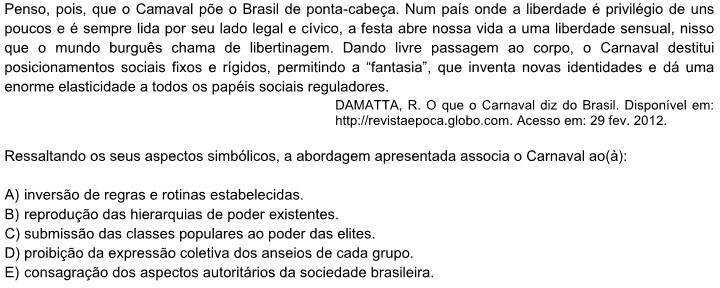 Penso, pois, que o Carnaval põe o Brasil de ponta-cabeça. Num país onde a liberdade é privilégio de uns
poucos e é sempre lida por seu lado legal e cívico, a festa abre nossa vida a uma liberdade sensual, nisso
que o mundo burguês chama de libertinagem. Dando livre passagem ao corpo, o Carnaval destitui
posicionamentos sociais fixos e rígidos, permitindo a “fantasia”, que inventa novas identidades e dá uma
enorme elasticidade a todos os papéis sociais reguladores.
DAMATTA, R. O que o Carnaval diz do Brasil. Disponível em:
http://revistaepoca.globo.com. Acesso em: 29 fev. 2012.
Ressaltando os seus aspectos simbólicos, a abordagem apresentada associa o Carnaval ao(à):
A) inversão de regras e rotinas estabelecidas.
B) reprodução das hierarquias de poder existentes.
C) submissão das classes populares ao poder das elites.
D) proibição da expressão coletiva dos anseios de cada grupo.
E) consagração dos aspectos autoritários da sociedade brasileira.